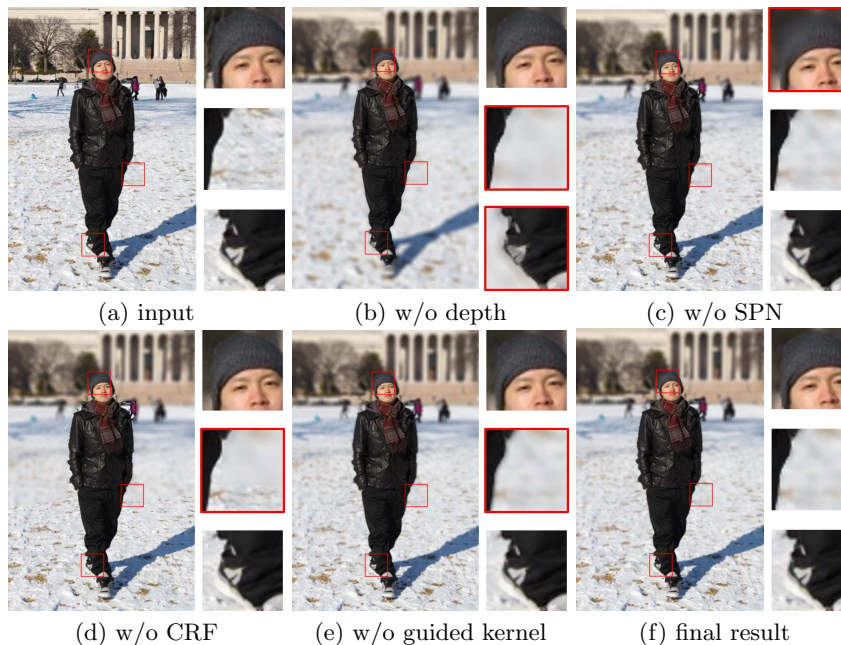 (a) input
(b) w/o depth
(c) w/o SPN
(d) w/o CRF
(e) w/o guided kernel
(f) final result